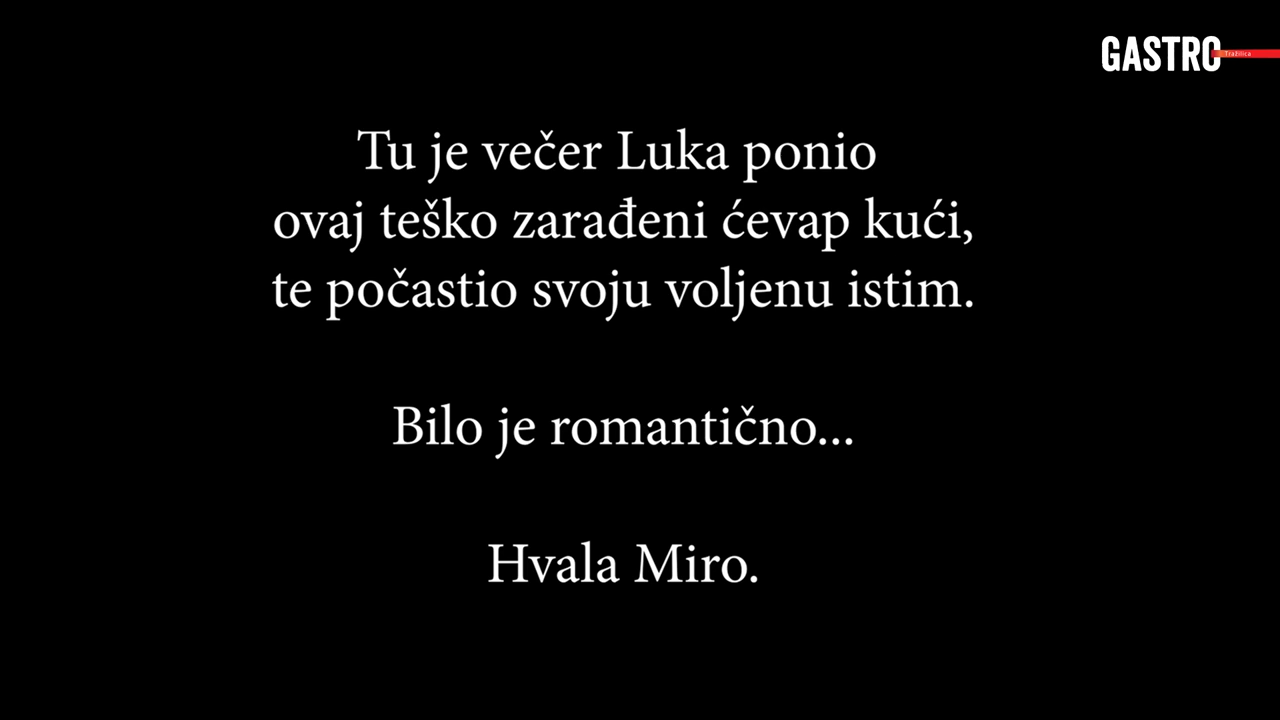 GASTRO
Tražilica
Tu je večer Luka ponio
ovaj teško zarađeni ćevap kući,
te počastio svoju voljenu istim.
Bilo je romantično...
Hvala Miro.